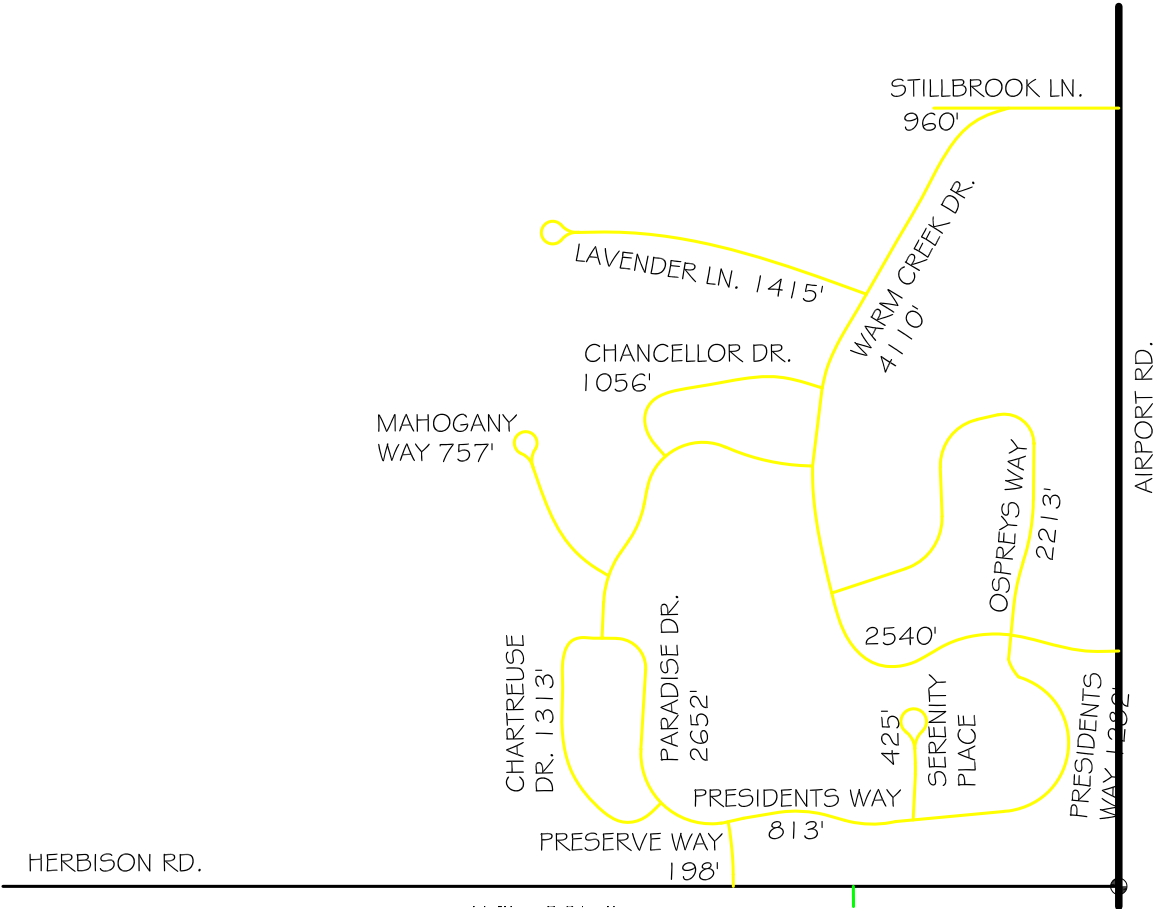 STILLBROOK LN.
960'
WARM CREEK DR.
4110'
LAVENDER LN. 1415'
CHANCELLOR DR.
1056'
MAHOGANY
WAY 757'
AIRPORT RD.
OSPREYS WAY
2213'
2540'
PARADISE DR.
2652'
CHARTREUSE
DR. 1313'
425'
SERENITY
PLACE
PRESIDENTS
WAY 1282'
PRESIDENTS WAY
813'
PRESERVE WAY
198'
HERBISON RD.